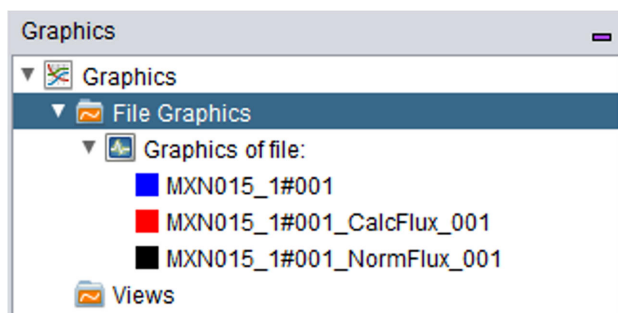 Graphics
Graphics
File Graphics
Graphics of file:
MXN015_1#001
MXN015_1#001_CalcFlux_001
MXN015_1#001_NormFlux_001
Views